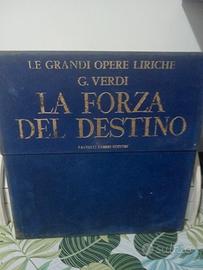 LE GRANDI OPERE LIRICHE
G. VERDI
LA FORZA
DEL DESTINO
FRATELLI FABBRI EDITORI